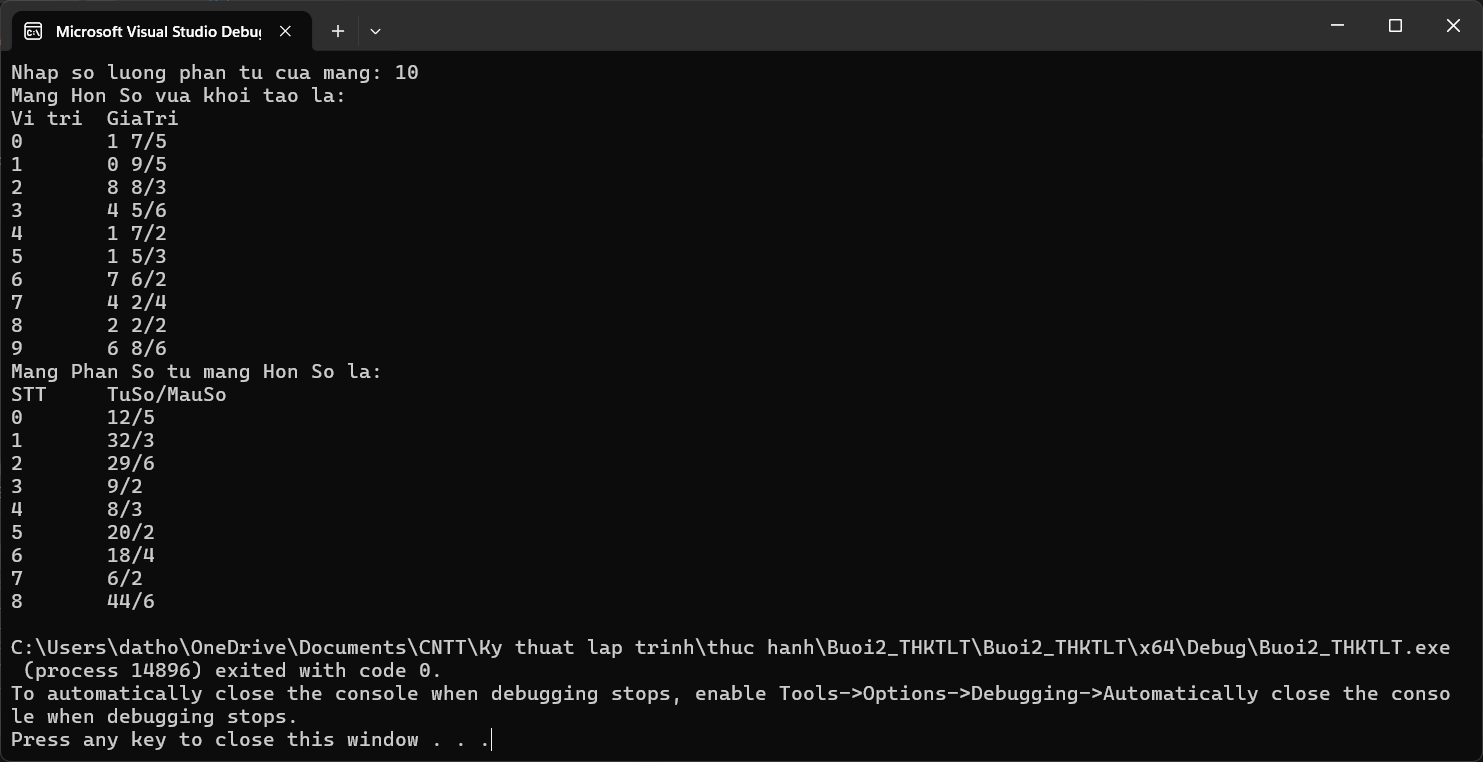 Microsoft Visual Studio Debug
Nhap so luong phan tu cua mang: 10
Mang Hon So vua khoi tao la:
Vi tri  GiaTri
0       1 7/5
1       0 9/5
2       8 8/3
3       4 5/6
4       1 7/2
5       1 5/3
6       7 6/2
7       4 2/4
8       2 2/2
9       6 8/6
Mang Phan So tu mang Hon So la:
STT     TuSo/MauSo
0       12/5
1       32/3
2       29/6
3       9/2
4       8/3
5       20/2
6       18/4
7       6/2
8       44/6
C:\Users\datho\OneDrive\Documents\CNTT\Ky thuat lap trinh\thuc hanh\Buoi2_THKTLT\Buoi2_THKTLT\x64\Debug\Buoi2_THKTLT.exe
 (process 14896) exited with code 0.
To automatically close the console when debugging stops, enable Tools->Options->Debugging->Automatically close the conso
le when debugging stops.
Press any key to close this window . . .